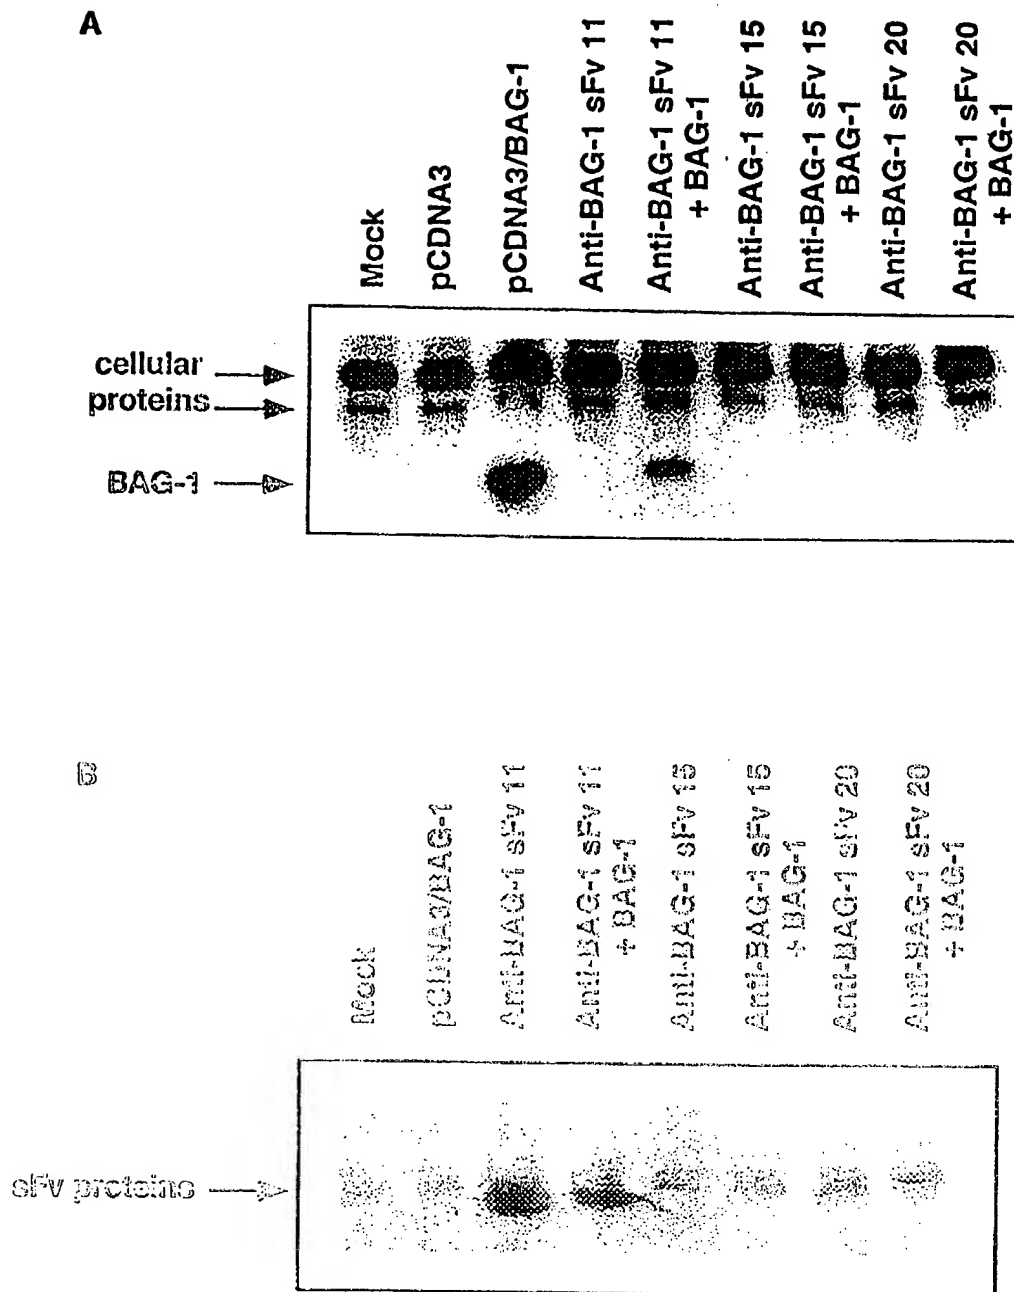 A
Mock
pCDNA3
pCDNA3/BAG-1
Anti-BAG-1 sFv 11
Anti-BAG-1 sFv 11
+ BAG-1
Anti-BAG-1 sFv 15
Anti-BAG-1 sFv 15
+ BAG-1
Anti-BAG-1 sFv 20
Anti-BAG-1 sFv 20
+ BAG-1
cellular
proteins
BAG-1
B
Mock
pCDNA3/BAG-1
Anti-BAG-1 sFv 11
Anti-BAG-1 sFv 11
+ BAG-1
Anti-BAG-1 sFv 15
Anti-BAG-1 sFv 15
+ BAG-1
Anti-BAG-1 sFv 20
Anti-BAG-1 sFv 20
+ BAG-1
sFv proteins